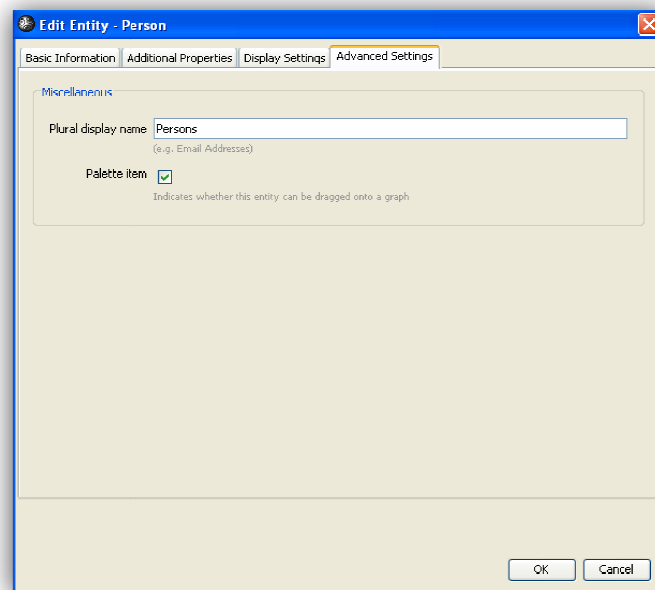 Edit Entity - Person
Basic Information Additional Properties Display Settings Advanced Settings
Miscellaneous
Plural display name Persons
(e.g. Email Addresses)
Palette item
Indicates whether this entity can be dragged onto a graph
OK Cancel